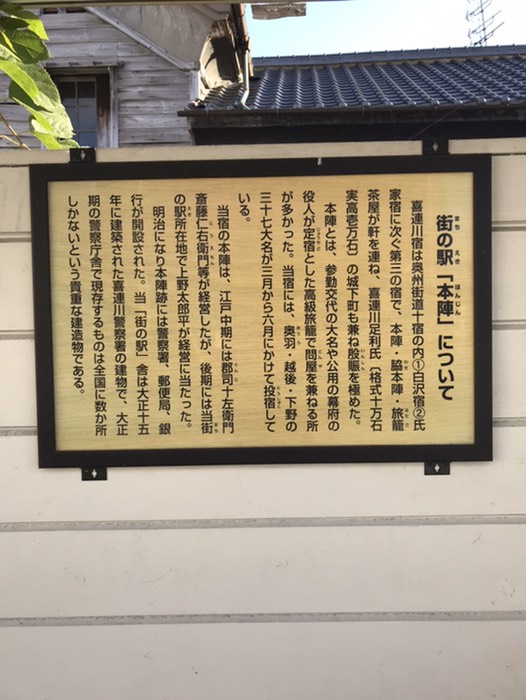 街の駅「本陣」について
喜連川宿は奥州街道十宿の内①白沢宿②氏
家宿に次ぐ第三の宿で、本陣・脇本陣・旅籠
茶屋が軒を連ね、喜連川足利氏（格式十万石
実高壱万石）の城下町も兼ね殷賑を極めた。
本陣とは、参勤交代の大名や公用の幕府の
役人が定宿とした高級旅籠で問屋を兼ねる所
が多かった。当宿には、奥羽・越後・下野の
三十七大名が三月から六月にかけて投宿して
いる。
当宿の本陣は、江戸中期には郡司十左衛門
斎藤仁右衛門等が経営したが、後期には当街
の駅所在地で上野太郎平が経営に当たった。
明治になり本陣跡には警察署、郵便局、銀
行が開設された。当「街の駅」舎は大正十五
年に建築された喜連川警察署の建物で、大正
期の警察庁舎で現存するものは全国に数か所
しかないという貴重な建造物である。